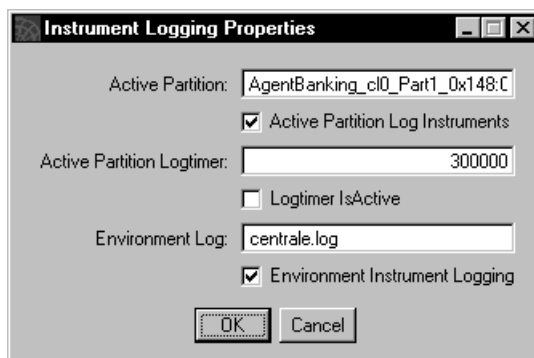 Instrument Logging Properties
Active Partition: AgentBanking_cl0_Part1_0x148:
Active Partition Log Instruments
Active Partition Logtimer: 300000
Logtimer IsActive
Environment Log: centrale.log
Environment Instrument Logging
OK Cancel